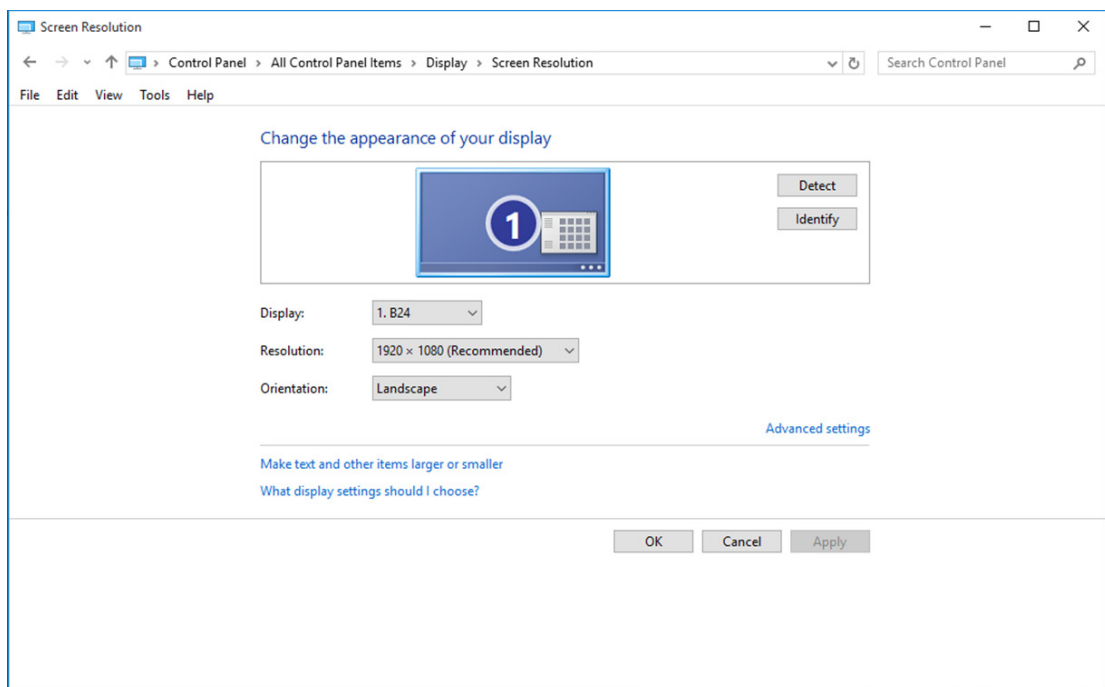 Screen Resolution
Control Panel > All Control Panel Items > Display > Screen Resolution
Search Control Panel
File Edit View Tools Help
Change the appearance of your display
1
Detect
Identify
Display: 1. B24
Resolution: 1920 × 1080 (Recommended)
Orientation: Landscape
Advanced settings
Make text and other items larger or smaller
What display settings should I choose?
OK Cancel Apply